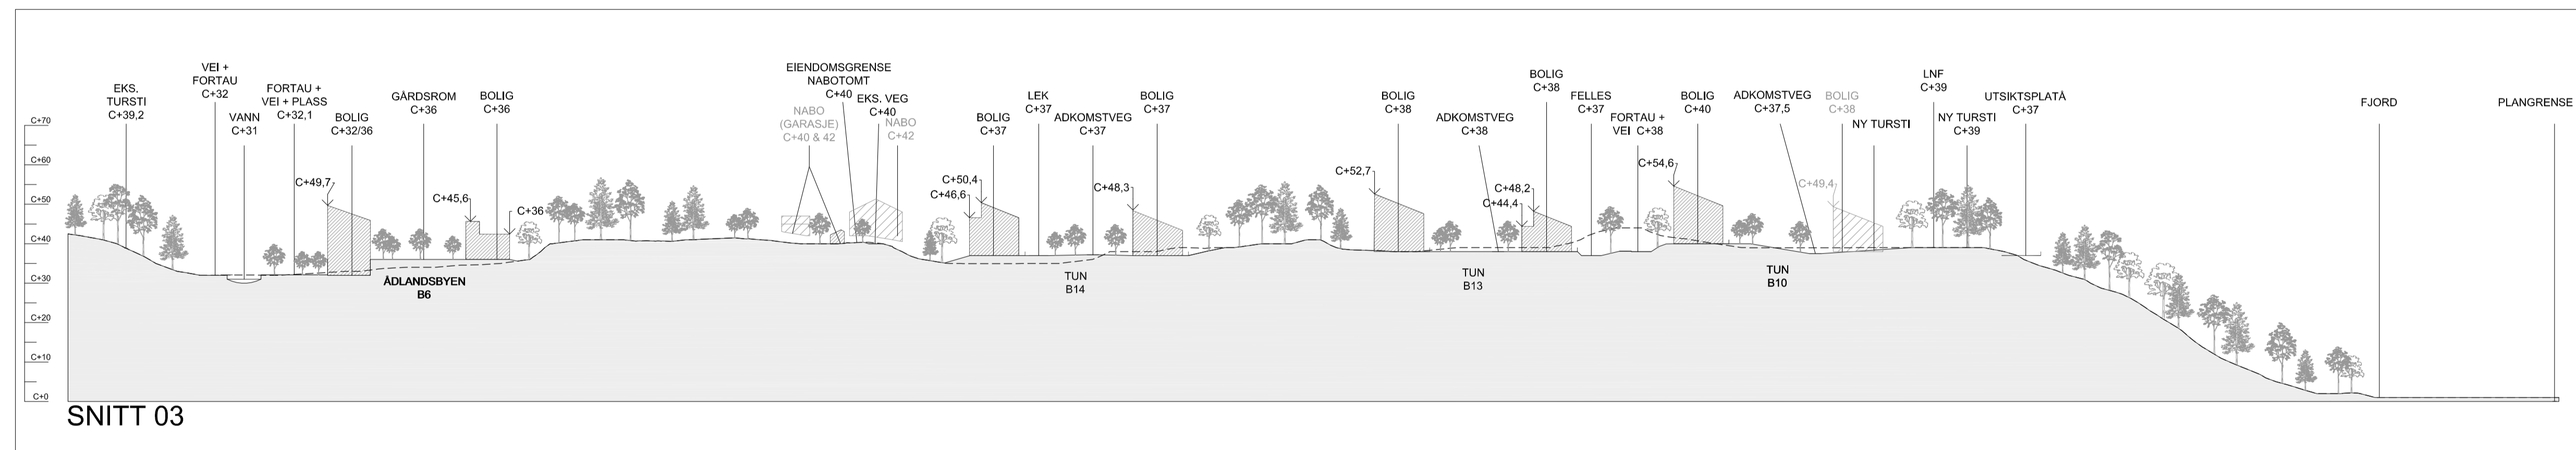 EKS.
TURSTI
C+39,2
VEI +
FORTAU
C+32
VANN
C+31
FORTAU +
VEI + PLASS
C+32,1
BOLIG
C+32/36
GÅRDSROM
C+36
BOLIG
C+36
EIENDOMSGRENSE
NABOTOMT
C+40
NABO
(GARASJE)
C+40 & 42
EKS. VEG
C+40
NABO
C+42
BOLIG
C+37
LEK
C+37
ADKOMSTVEG
C+37
BOLIG
C+37
BOLIG
C+38
ADKOMSTVEG
C+38
BOLIG
C+38
FELLES
C+37
FORTAU +
VEI C+38
BOLIG
C+40
ADKOMSTVEG
C+37,5
BOLIG
C+38
NY TURSTI
LNF
C+39
NY TURSTI
C+39
UTSIKTSPLATÅ
C+37
FJORD
PLANGRENSE
C+70
C+60
C+50
C+40
C+30
C+20
C+10
C+0
C+49,7
C+45,6
C+36
C+46,6
C+50,4
C+48,3
C+52,7
C+48,2
C+44,4
C+54,6
C+49,4
ÅDLANDSBYEN
B6
TUN
B14
TUN
B13
TUN
B10
SNITT 03